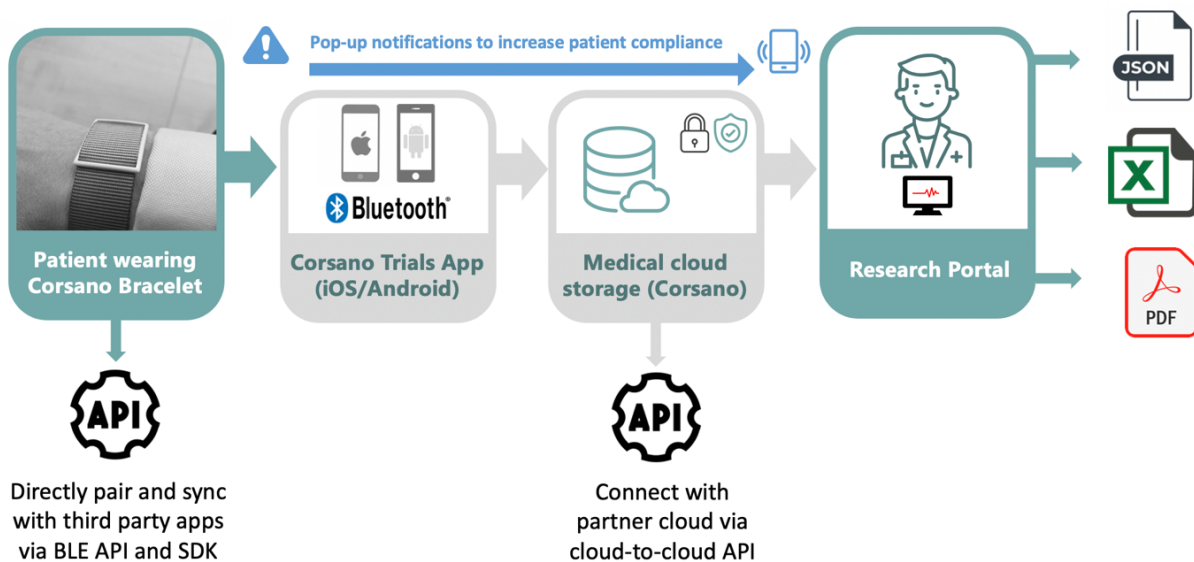 Pop-up notifications to increase patient compliance
JSON
Bluetooth®
X
Patient wearing
Corsano Bracelet
Corsano Trials App
(iOS/Android)
Medical cloud
storage (Corsano)
Research Portal
PDF
API
API
Directly pair and sync
with third party apps
via BLE API and SDK
Connect with
partner cloud via
cloud-to-cloud API